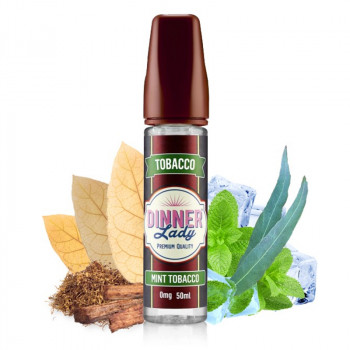 TOBACCO
DINNER
Lady
PREMIUM QUALITY
MINT TOBACCO
0mg 50ml